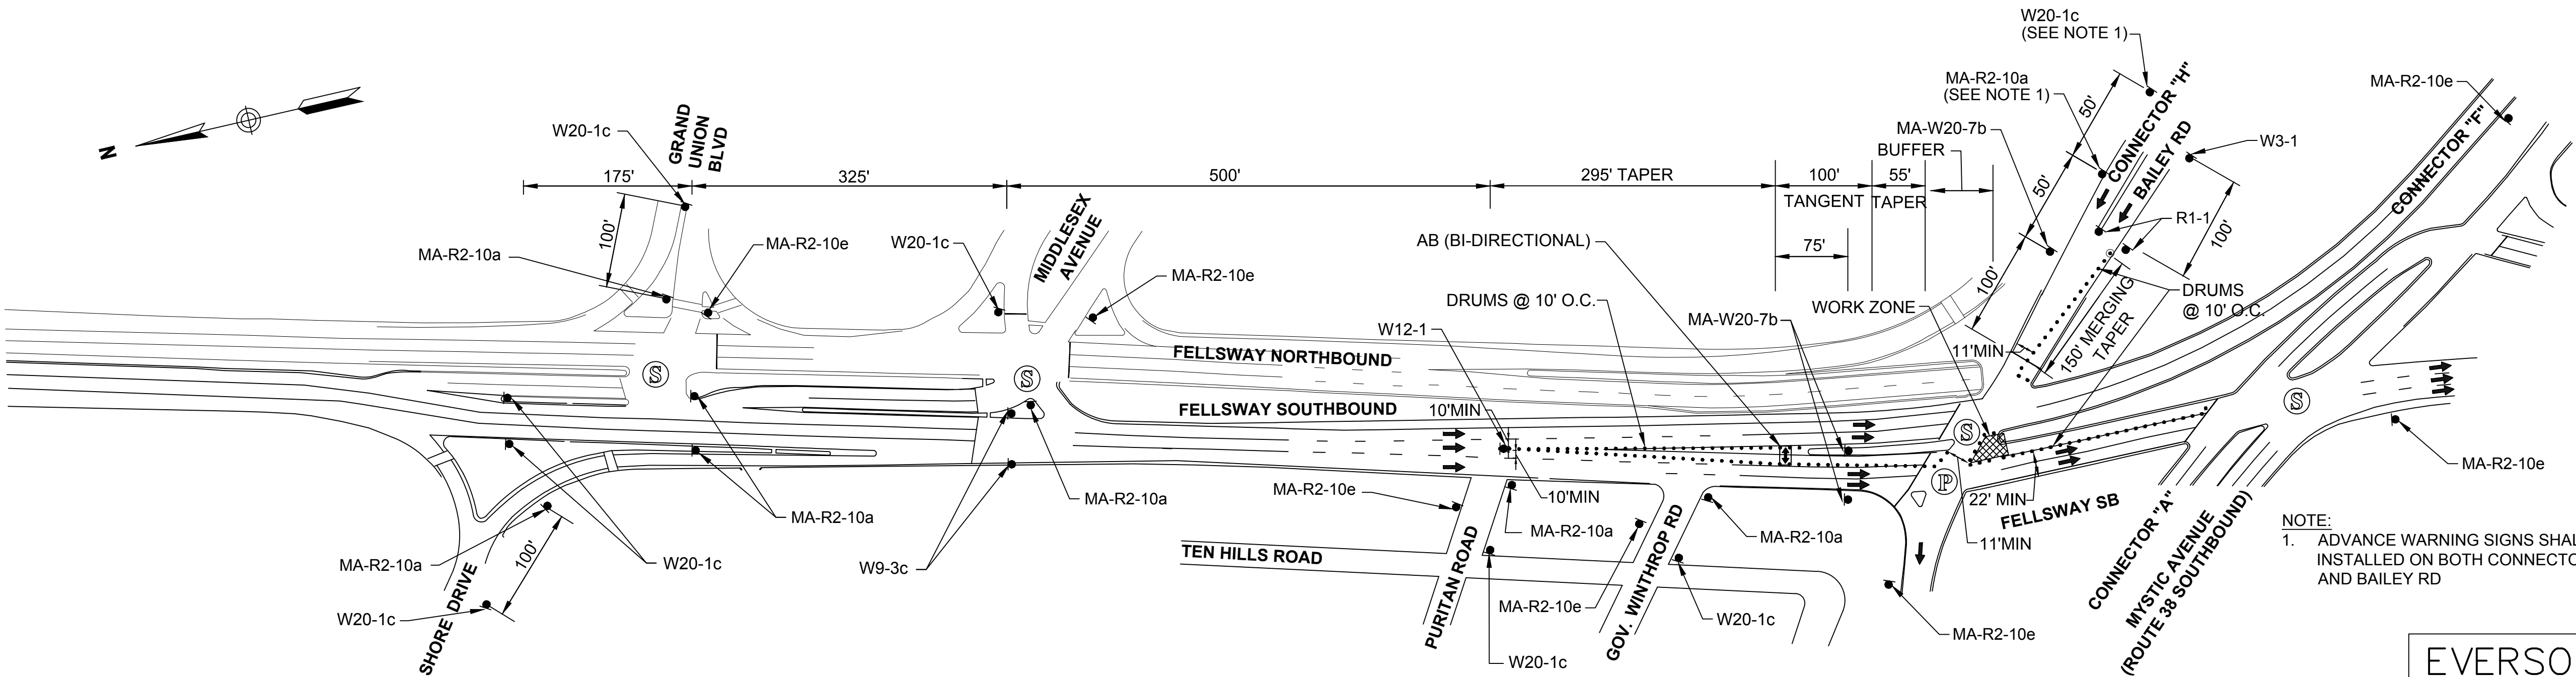 W20-1c
(SEE NOTE 1)
MA-R2-10a
(SEE NOTE 1)
MA-R2-10e
CONNECTOR "H"
50'
MA-W20-7b
BUFFER
W20-1c
GRAND
UNION
BLVD
N
W3-1
BAILEY RD
CONNECTOR "F"
175'
325'
500'
295' TAPER
100'
TANGENT
55'
TAPER
50'
R1-1
100'
100'
MA-R2-10a
MA-R2-10e
W20-1c
MIDDLESEX
AVENUE
MA-R2-10e
AB (BI-DIRECTIONAL)
75'
100'
DRUMS
@ 10' O.C.
DRUMS @ 10' O.C.
WORK ZONE
MA-W20-7b
W12-1
150' MERGING
TAPER
11'MIN
FELLSWAY NORTHBOUND
S
S
S
FELLSWAY SOUTHBOUND
10'MIN
S
P
MA-R2-10a
MA-R2-10a
MA-R2-10e
10'MIN
MA-R2-10a
MA-R2-10a
22' MIN
FELLSWAY SB
MA-R2-10e
11'MIN
MA-R2-10a
100'
W20-1c
W9-3c
TEN HILLS ROAD
PURITAN ROAD
GOV. WINTHROP RD
MA-R2-10e
W20-1c
SHORE DRIVE
W20-1c
W20-1c
MA-R2-10e
CONNECTOR "A"
MYSTIC AVENUE
(ROUTE 38 SOUTHBOUND)
NOTE:
1. ADVANCE WARNING SIGNS SHAL
INSTALLED ON BOTH CONNECTO
AND BAILEY RD
EVERSO